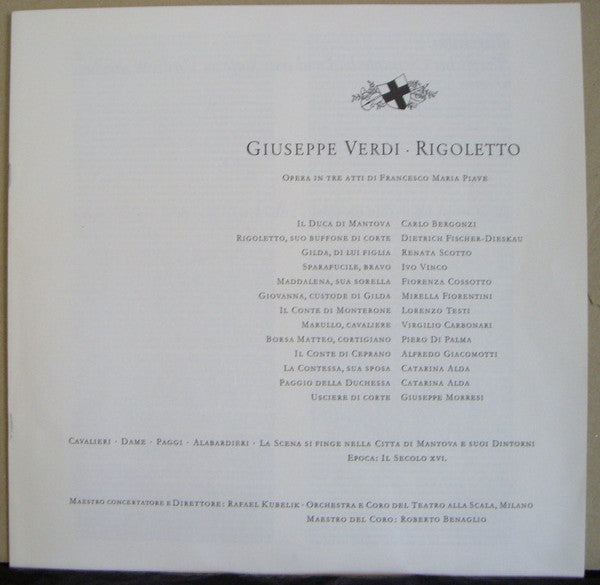 GIUSEPPE VERDI · RIGOLETTO
OPERA IN TRE ATTI DI FRANCESCO MARIA PIAVE
IL DUCA DI MANTOVA CARLO BERGONZI
RIGOLETTO, SUO BUFFONE DI CORTE DIETRICH FISCHER-DIESKAU
GILDA, DI LUI FIGLIA RENATA SCOTTO
SPARAFUCILE, BRAVO IVO VINCO
MADDALENA, SUA SORELLA FIORENZA COSSOTTO
GIOVANNA, CUSTODE DI GILDA MIRELLA FIORENTINI
IL CONTE DI MONTERONE LORENZO TESTI
MARULLO, CAVALIERE VIRGILIO CARBONARI
BORSA MATTEO, CORTIGIANO PIERO DI PALMA
IL CONTE DI CEPRANO ALFREDO GIACOMOTTI
LA CONTESSA, SUA SPOSA CATARINA ALDA
PAGGIO DELLA DUCHESSA CATARINA ALDA
USCIERE DI CORTE GIUSEPPE MORRESI
CAVALIERI · DAME · PAGGI · ALABARDIERI · LA SCENA SI FINGE NELLA CITTA DI MANTOVA E SUOI DINTORNI
EPOCA: IL SECOLO XVI.
MAESTRO CONCERTATORE E DIRETTORE: RAFAEL KUBELIK · ORCHESTRA E CORO DEL TEATRO ALLA SCALA, MILANO
MAESTRO DEL CORO: ROBERTO BENAGLIO